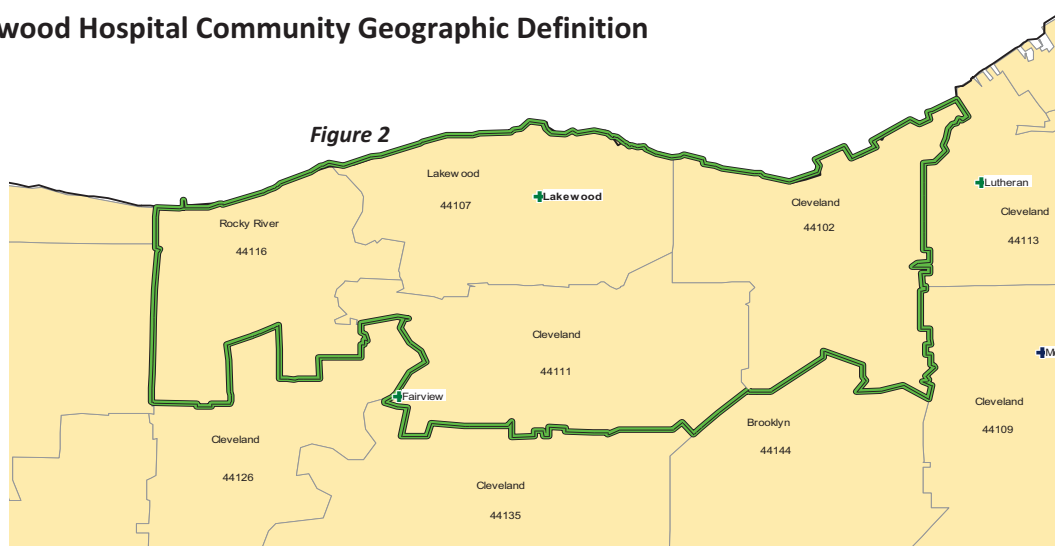 wood Hospital Community Geographic Definition
Figure 2
Lakewood
44107
Lakewood
Rocky River
44116
Cleveland
44102
Lutheran
Cleveland
44113
Cleveland
44111
Fairview
Cleveland
44126
Brooklyn
44144
Cleveland
44109
Cleveland
44135